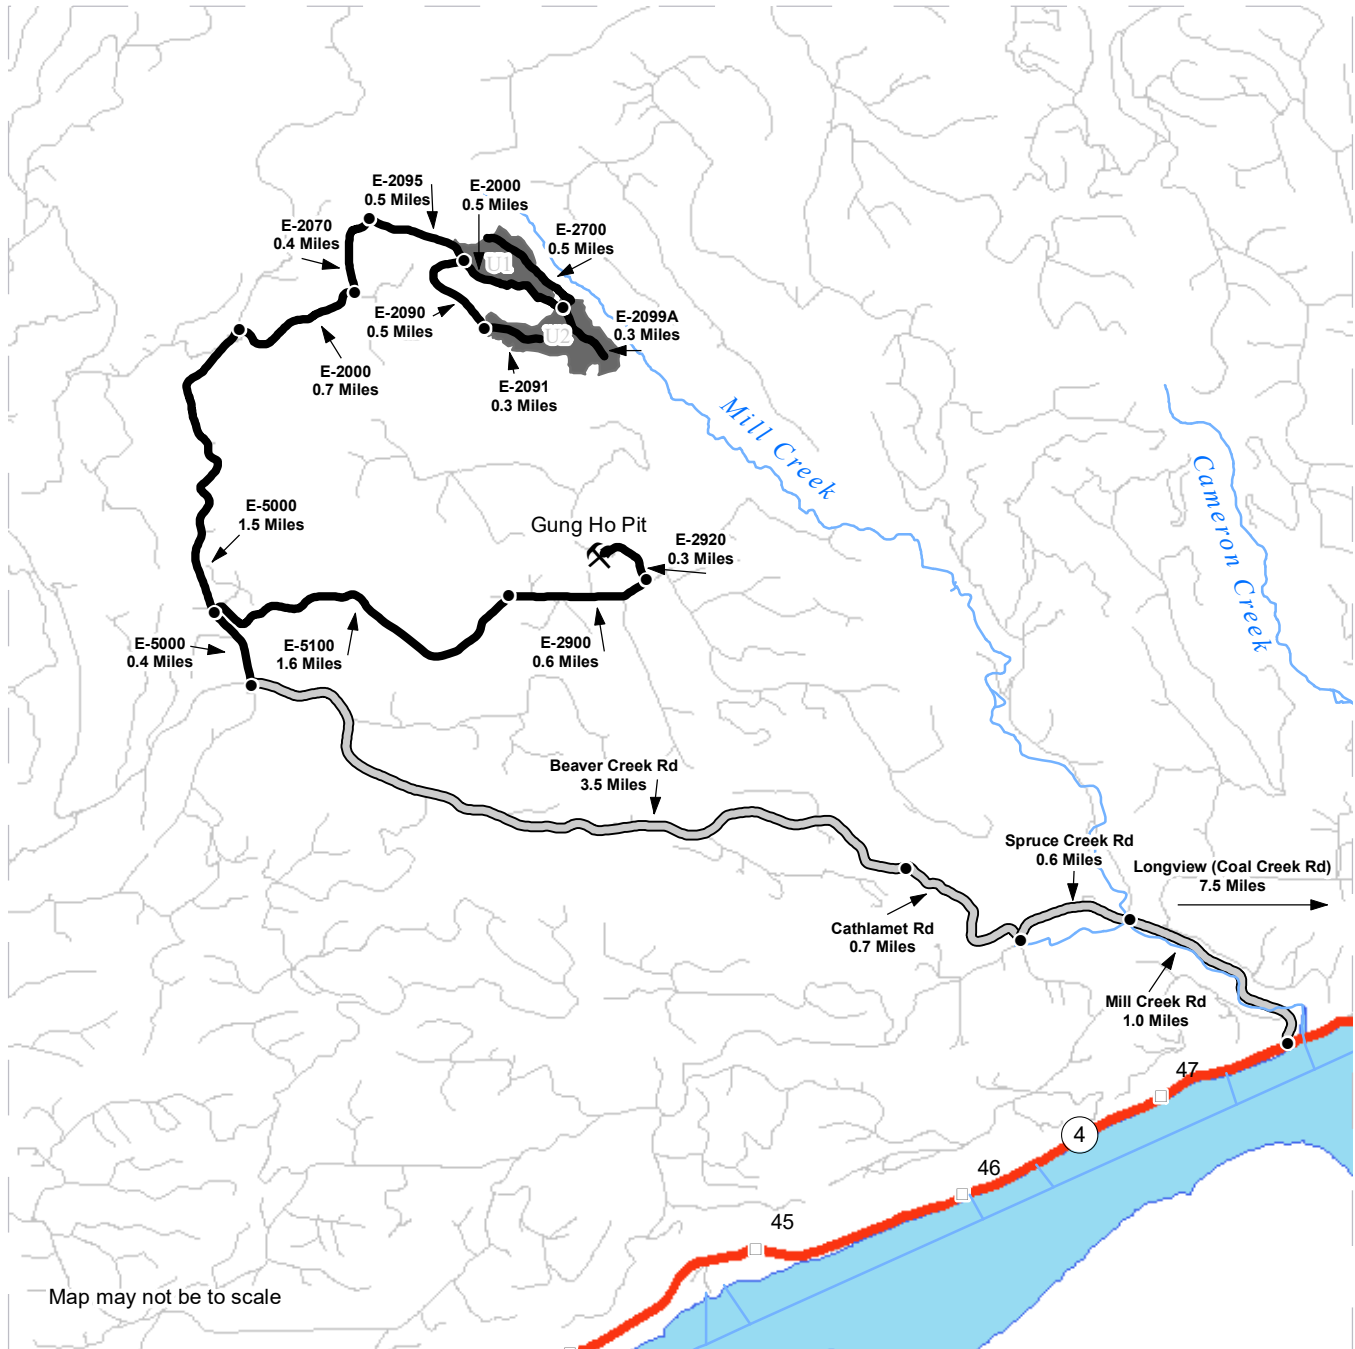 E-2095
0.5 Miles
E-2000
0.5 Miles
E-2070
0.4 Miles
E-2700
0.5 Miles
U1
E-2090
0.5 Miles
E-2099A
0.3 Miles
U2
E-2000
0.7 Miles
E-2091
0.3 Miles
Mill Creek
Cameron Creek
E-5000
1.5 Miles
Gung Ho Pit
E-2920
0.3 Miles
E-5000
0.4 Miles
E-5100
1.6 Miles
E-2900
0.6 Miles
Beaver Creek Rd
3.5 Miles
Spruce Creek Rd
0.6 Miles
Longview (Coal Creek Rd)
7.5 Miles
Cathlamet Rd
0.7 Miles
Mill Creek Rd
1.0 Miles
47
4
46
45
Map may not be to scale